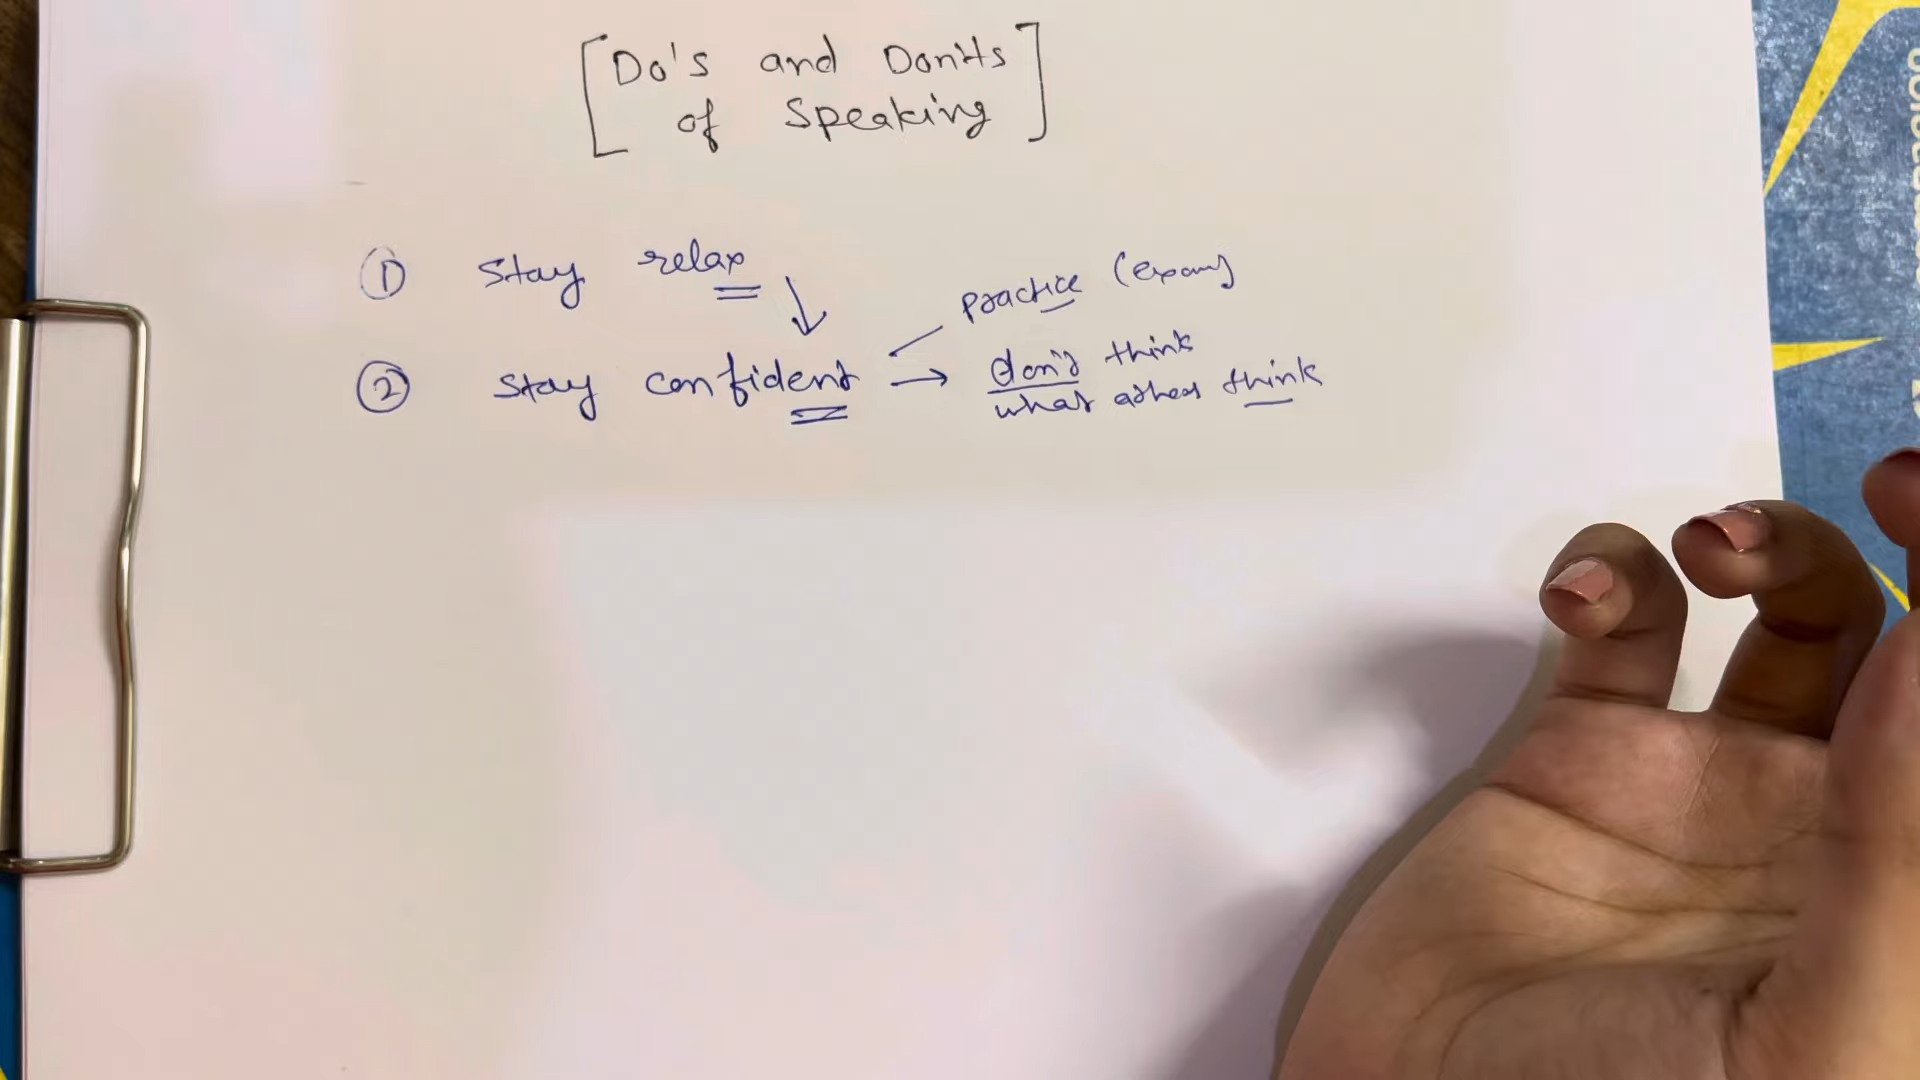 [Do's and Don'ts
of Speaking]
① Stay relax
practice (exam)
② Stay confident → don't think
what others think